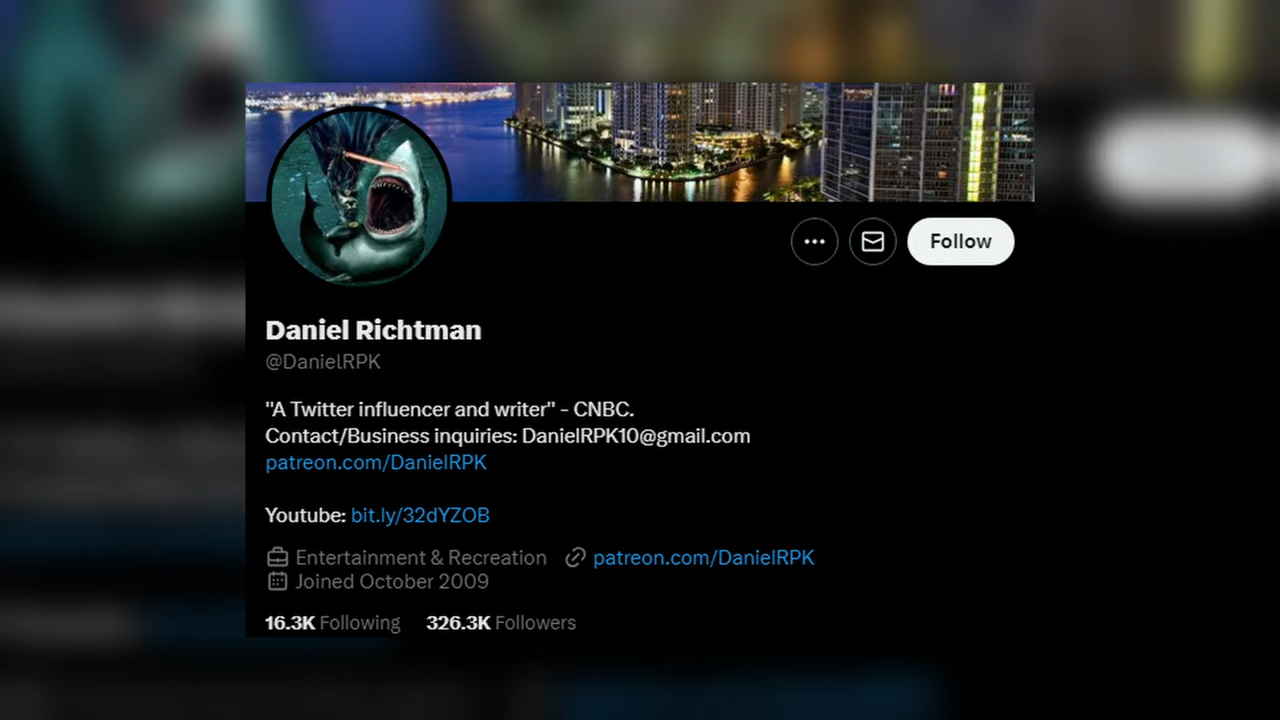 Follow
Daniel Richtman
@DanielRPK
"A Twitter influencer and writer" - CNBC.
Contact/Business inquiries: DanielRPK10@gmail.com
patreon.com/DanielRPK
Youtube: bit.ly/32dYZOB
Entertainment & Recreation patreon.com/DanielRPK
Joined October 2009
16.3K Following 326.3K Followers